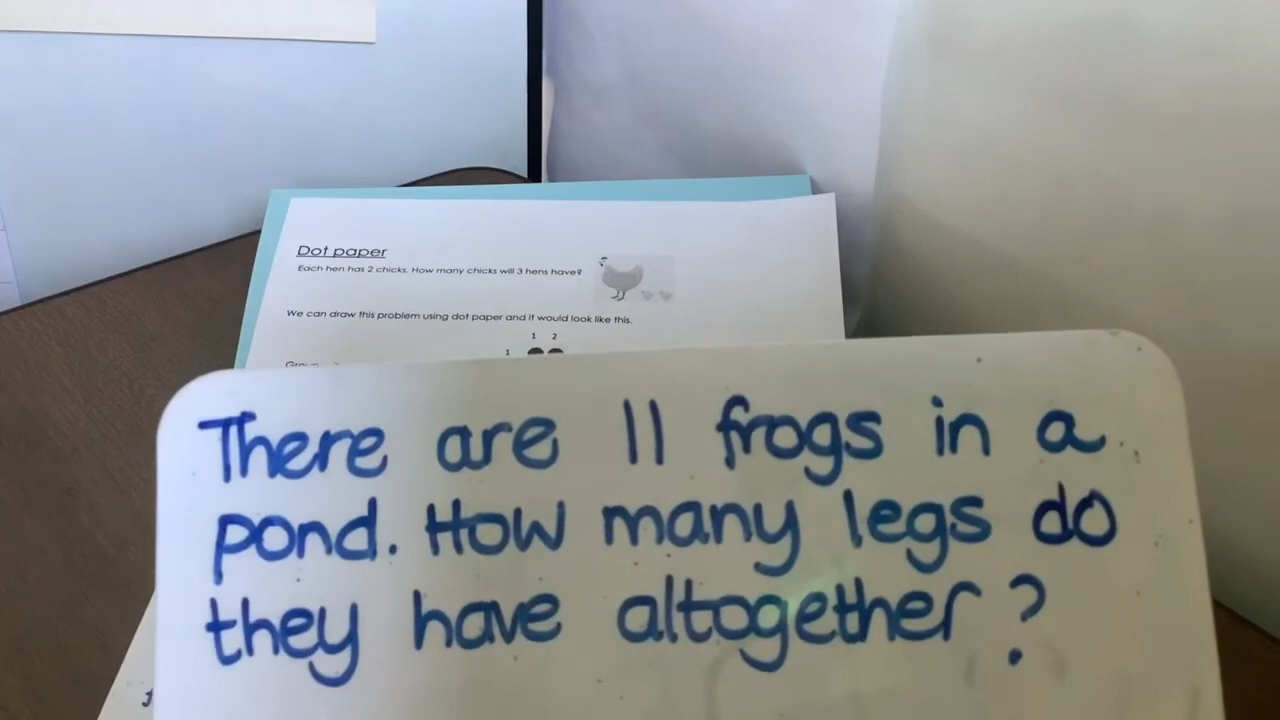 Dot paper
Each hen has 2 chicks. How many chicks will 3 hens have?
We can draw this problem using dot paper and it would look like this.
1 2
1
There are 11 frogs in a
pond. How many legs do
they have altogether?